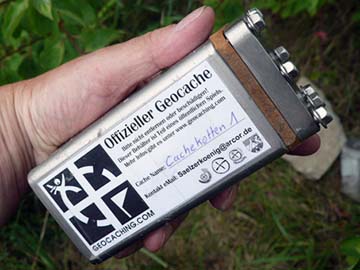 Offizieller Geocache
Bitte nicht entfernen oder beschädigen!
Dieser Behälter ist Teil eines öffentlichen Spiels.
Mehr Infos gibt es unter www.geocaching.com
Cache Name: Cachekotten 1
Kontakt eMail: Saelzerkoenig@arcor.de
GEOCACHING.COM